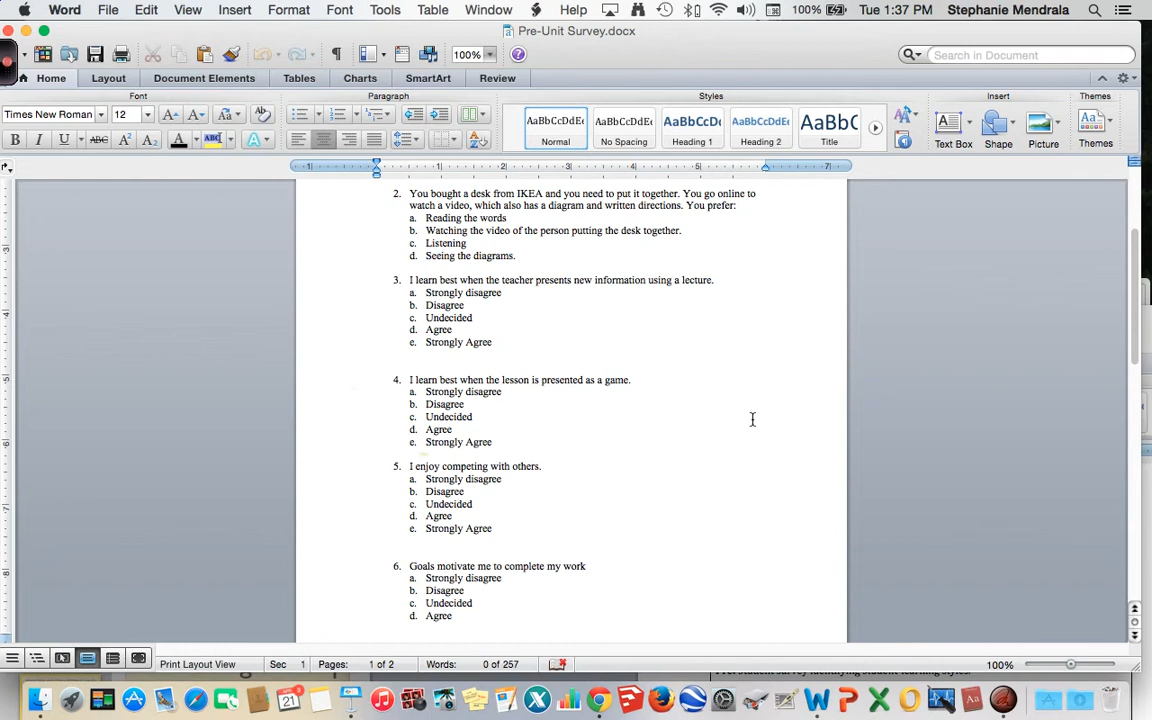 Word File Edit View Insert Format Font Tools Table Window Help 100% Tue 1:37 PM Stephanie Mendrala
Pre-Unit Survey.docx
100% Search in Document
Home Layout Document Elements Tables Charts SmartArt Review
Font Paragraph Styles Insert Themes
Times New Roman 12
AaBbCcDdEe AaBbCcDdEe AaBbCcDc AaBbCcDdEe AaBbC
B I U ABC Normal No Spacing Heading 1 Heading 2 Title Text Box Shape Picture Themes
2. You bought a desk from IKEA and you need to put it together. You go online to
watch a video, which also has a diagram and written directions. You prefer:
a. Reading the words
b. Watching the video of the person putting the desk together.
c. Listening
d. Seeing the diagrams.
3. I learn best when the teacher presents new information using a lecture.
a. Strongly disagree
b. Disagree
c. Undecided
d. Agree
e. Strongly Agree
4. I learn best when the lesson is presented as a game.
a. Strongly disagree
b. Disagree
c. Undecided
d. Agree
e. Strongly Agree
5. I enjoy competing with others.
a. Strongly disagree
b. Disagree
c. Undecided
d. Agree
e. Strongly Agree
6. Goals motivate me to complete my work
a. Strongly disagree
b. Disagree
c. Undecided
d. Agree
Print Layout View Sec 1 Pages: 1 of 2 Words: 0 of 257 100%